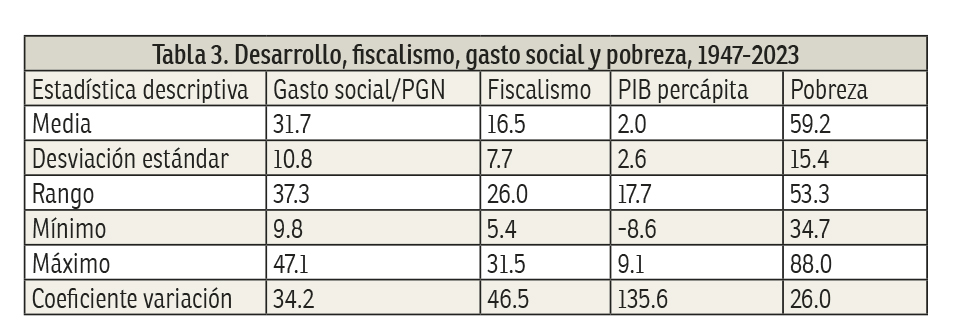 Tabla 3. Desarrollo, fiscalismo, gasto social y pobreza, 1947-2023
Estadística descriptiva Gasto social/PGN Fiscalismo PIB percápita Pobreza
Media 31.7 16.5 2.0 59.2
Desviación estándar 10.8 7.7 2.6 15.4
Rango 37.3 26.0 17.7 53.3
Mínimo 9.8 5.4 -8.6 34.7
Máximo 47.1 31.5 9.1 88.0
Coeficiente variación 34.2 46.5 135.6 26.0